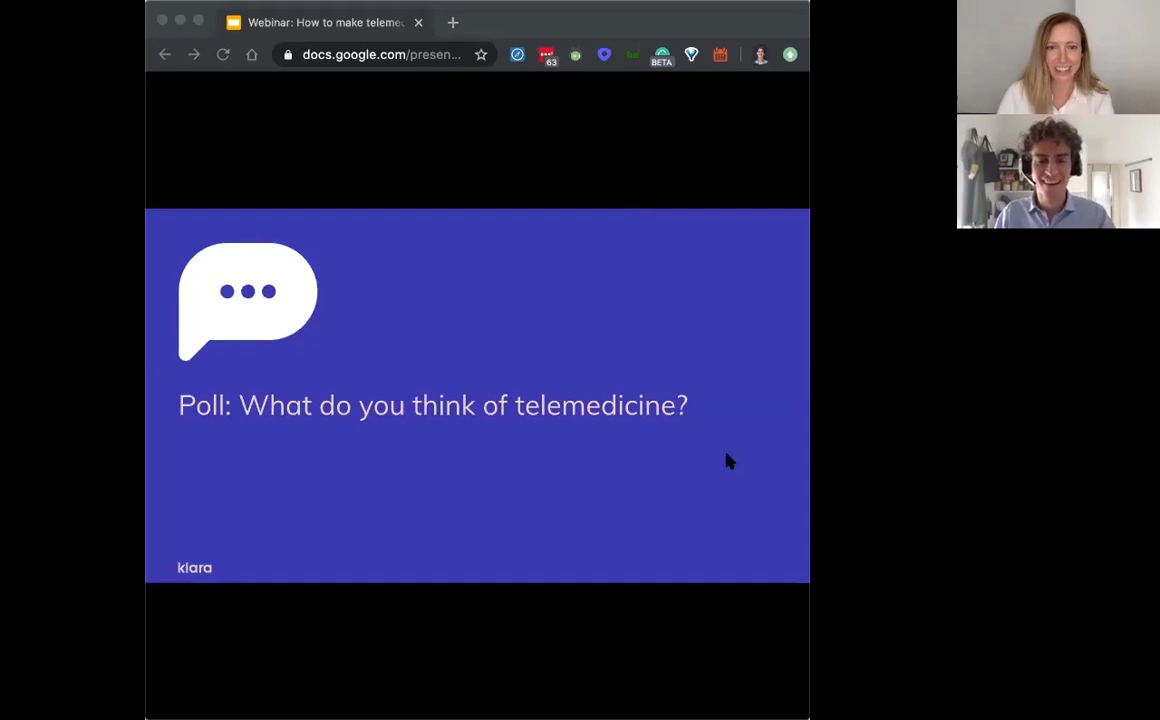 Webinar: How to make teleme
docs.google.com/presen...
63
BETA
Poll: What do you think of telemedicine?
klara